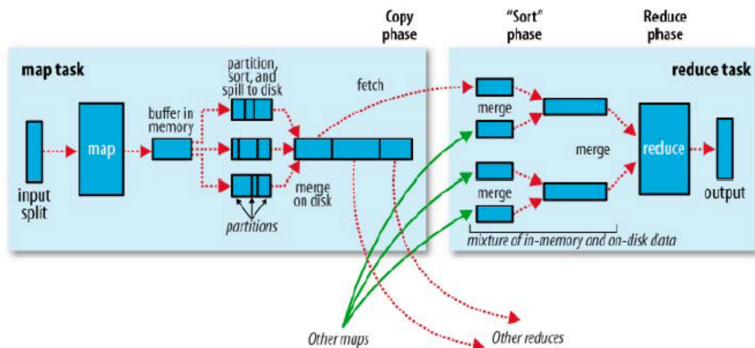 Copy
phase
"Sort"
phase
Reduce
phase
map task
partition,
sort, and
spill to disk
fetch
reduce task
buffer in
memory
merge
map
merge
reduce
input
split
merge
on disk
merge
output
partitions
mixture of in-memory and on-disk data
Other maps
Other reduces